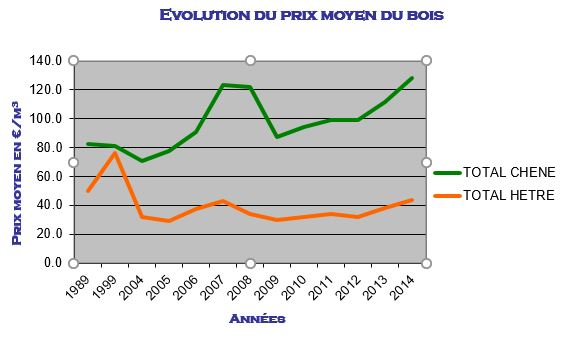 Evolution du prix moyen du bois
Prix moyen en €/m³
140.0
120.0
100.0
80.0
60.0
40.0
20.0
0.0
1989 1999 2004 2005 2006 2007 2008 2009 2010 2011 2012 2013 2014
Années
TOTAL CHENE
TOTAL HETRE